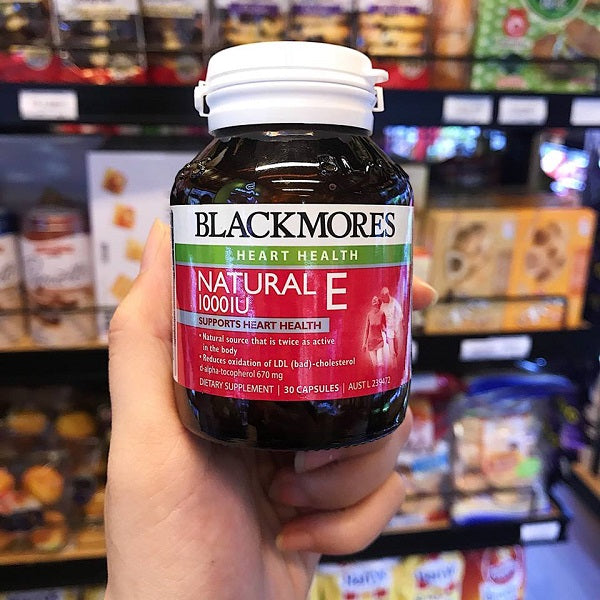 BLACKMORES
HEART HEALTH
NATURAL E
1000IU
SUPPORTS HEART HEALTH
• Natural source that is twice as active
in the body
• Reduces oxidation of LDL (bad)-cholesterol
d-alpha-tocopherol 670 mg
DIETARY SUPPLEMENT | 30 CAPSULES | AUST L 239472